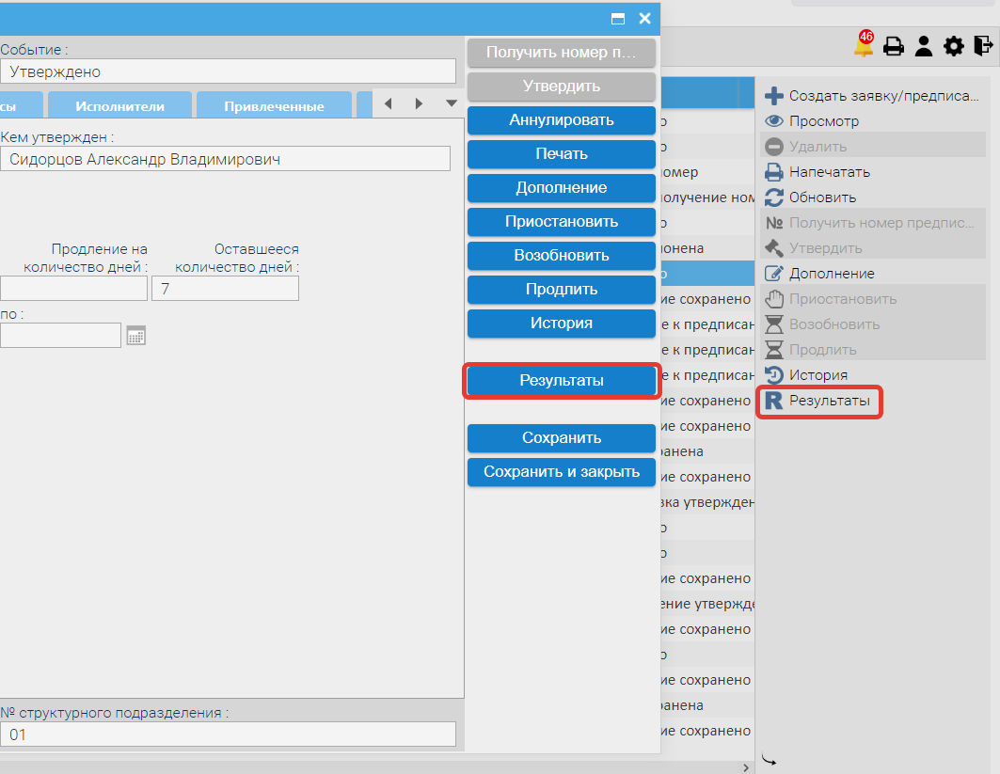 46
Событие :
Утверждено
сы
Исполнители
Привлеченные
Кем утвержден :
Сидорцов Александр Владимирович
Продление на
количество дней :
Оставшееся
количество дней :
7
по :
№ структурного подразделения :
01
Получить номер п...
Утвердить
Аннулировать
Печать
Дополнение
Приостановить
Возобновить
Продлить
История
Результаты
Сохранить
Сохранить и закрыть
о
о
омер
олучение ном
о
онена
о
ие сохранено
е к предписан
е к предписан
е к предписан
ие сохранено
ие сохранено
ранена
ие сохранено
вка утвержден
о
о
ие сохранено
ение утвержде
ие сохранено
о
ие сохранено
ранена
ие сохранено
Создать заявку/предписа...
Просмотр
Удалить
Напечатать
Обновить
№ Получить номер предпис...
Утвердить
Дополнение
Приостановить
Возобновить
Продлить
История
R Результаты